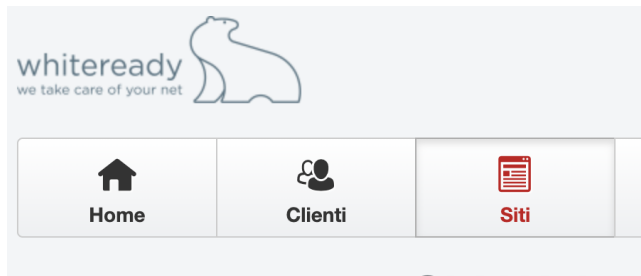 whiteready
we take care of your net
Home
Clienti
Siti